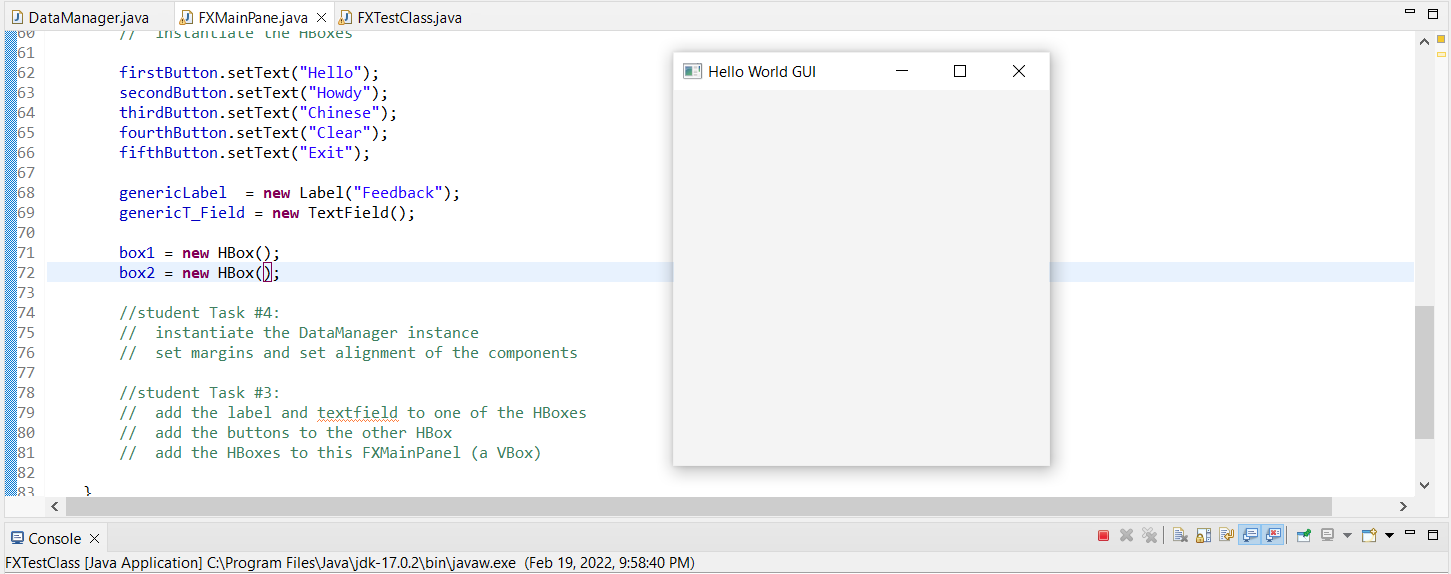 DataManager.java FXMainPane.java FXTestClass.java
60 // instantiate the HBoxes
61
62 firstButton.setText("Hello");
63 secondButton.setText("Howdy");
64 thirdButton.setText("Chinese");
65 fourthButton.setText("Clear");
66 fifthButton.setText("Exit");
67
68 genericLabel = new Label("Feedback");
69 genericT_Field = new TextField();
70
71 box1 = new HBox();
72 box2 = new HBox();
73
74 //student Task #4:
75 // instantiate the DataManager instance
76 // set margins and set alignment of the components
77
78 //student Task #3:
79 // add the label and textfield to one of the HBoxes
80 // add the buttons to the other HBox
81 // add the HBoxes to this FXMainPanel (a VBox)
82
83 }
Hello World GUI
Console
FXTestClass [Java Application] C:\Program Files\Java\jdk-17.0.2\bin\javaw.exe (Feb 19, 2022, 9:58:40 PM)